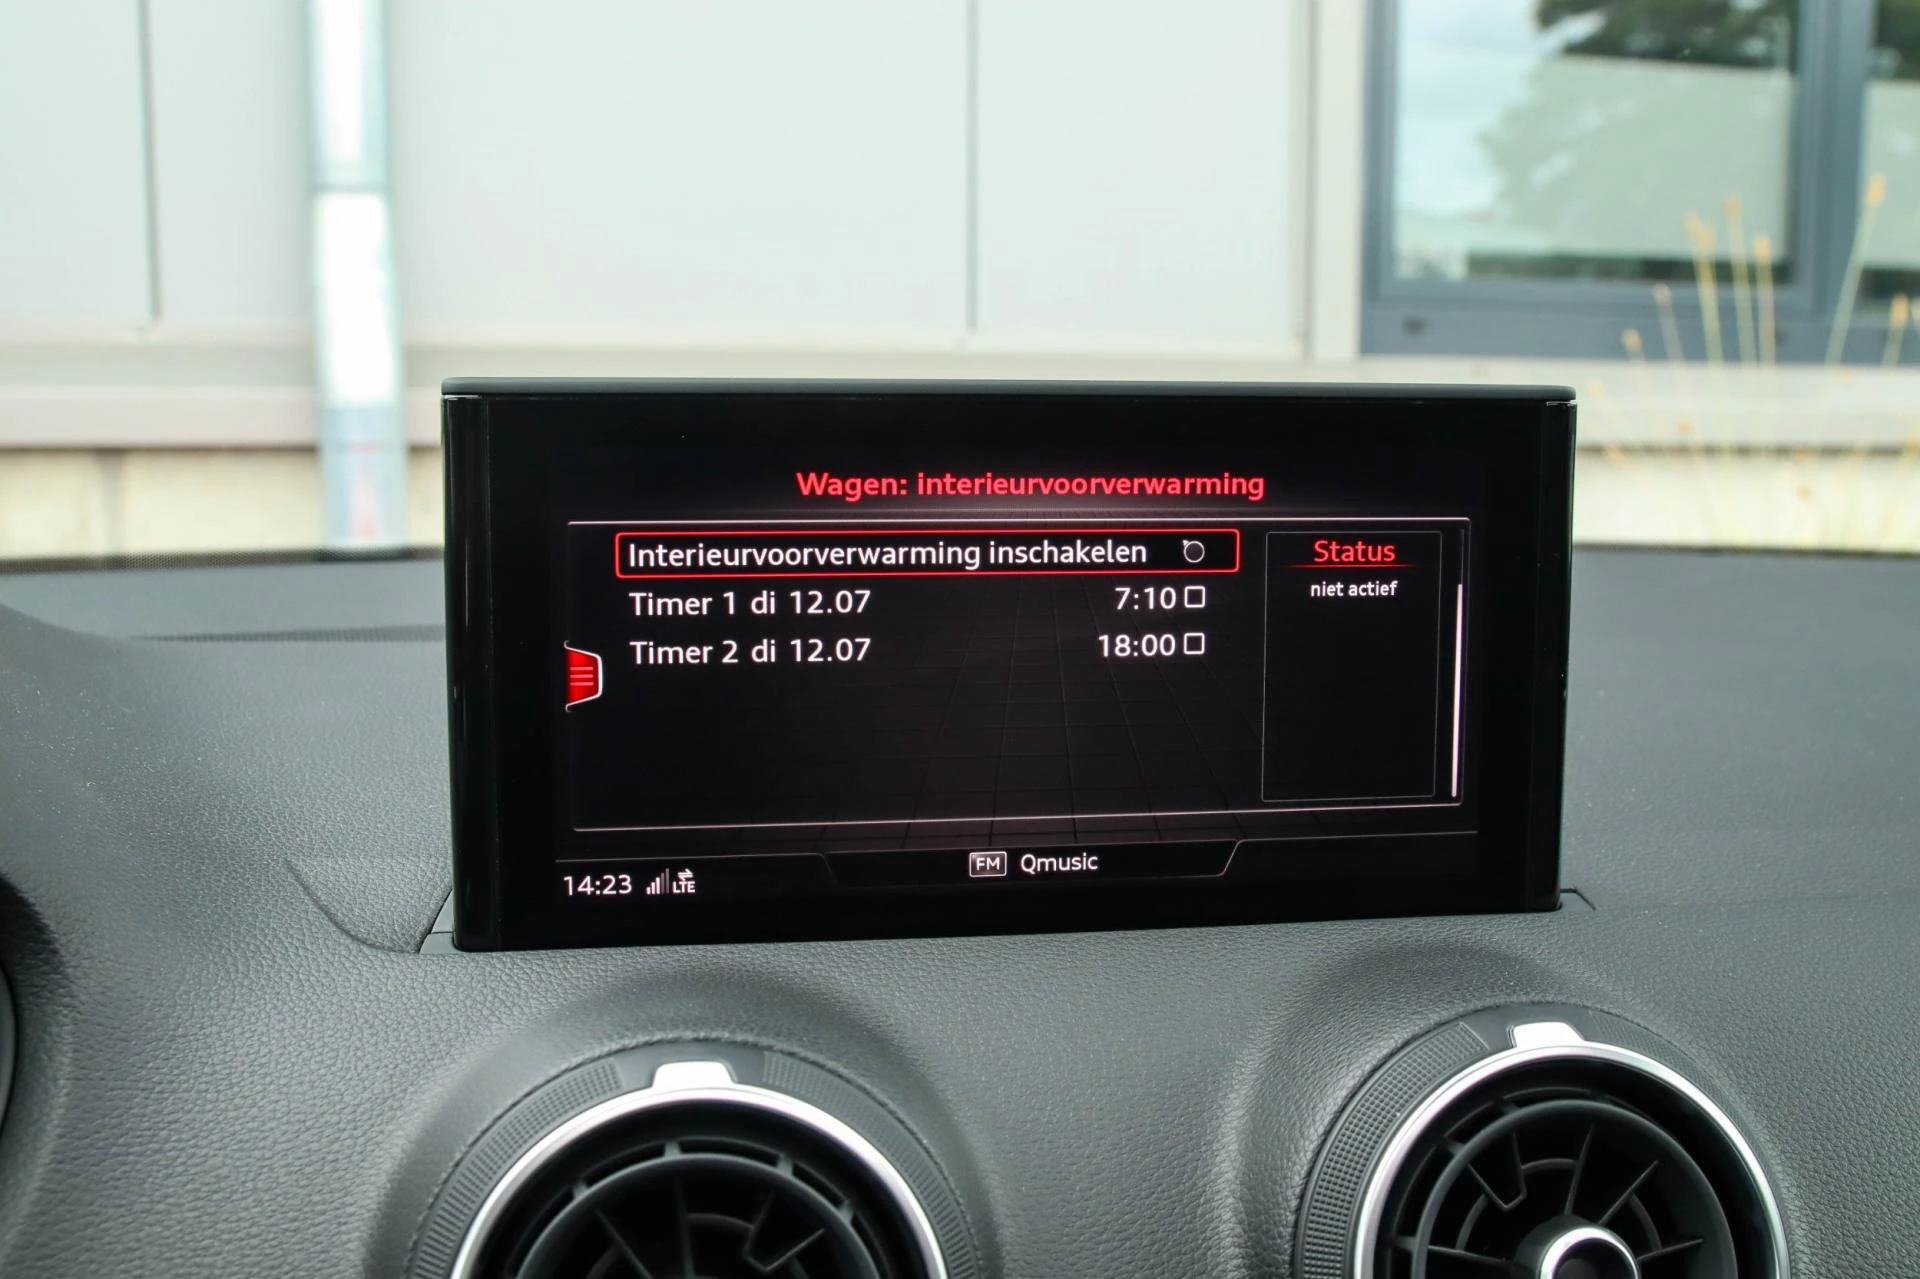 Wagen: interieurvoorverwarming
Interieurvoorverwarming inschakelen
Status
niet actief
Timer 1 di 12.07 7:10
Timer 2 di 12.07 18:00
FM Qmusic
14:23 LTE